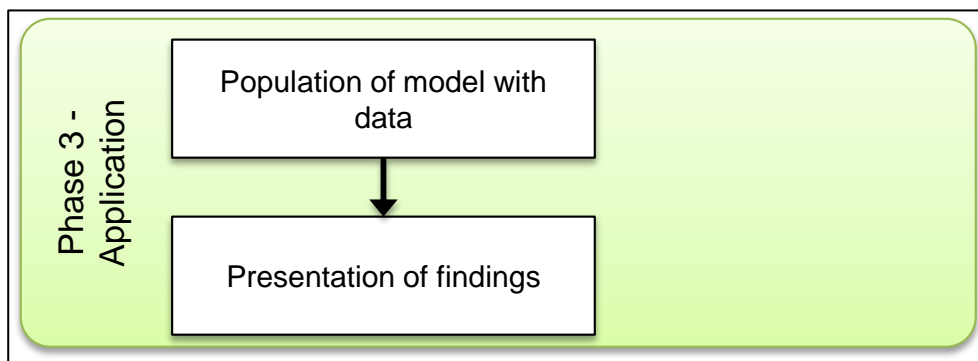 Phase 3 -
Application
Population of model with
data
Presentation of findings